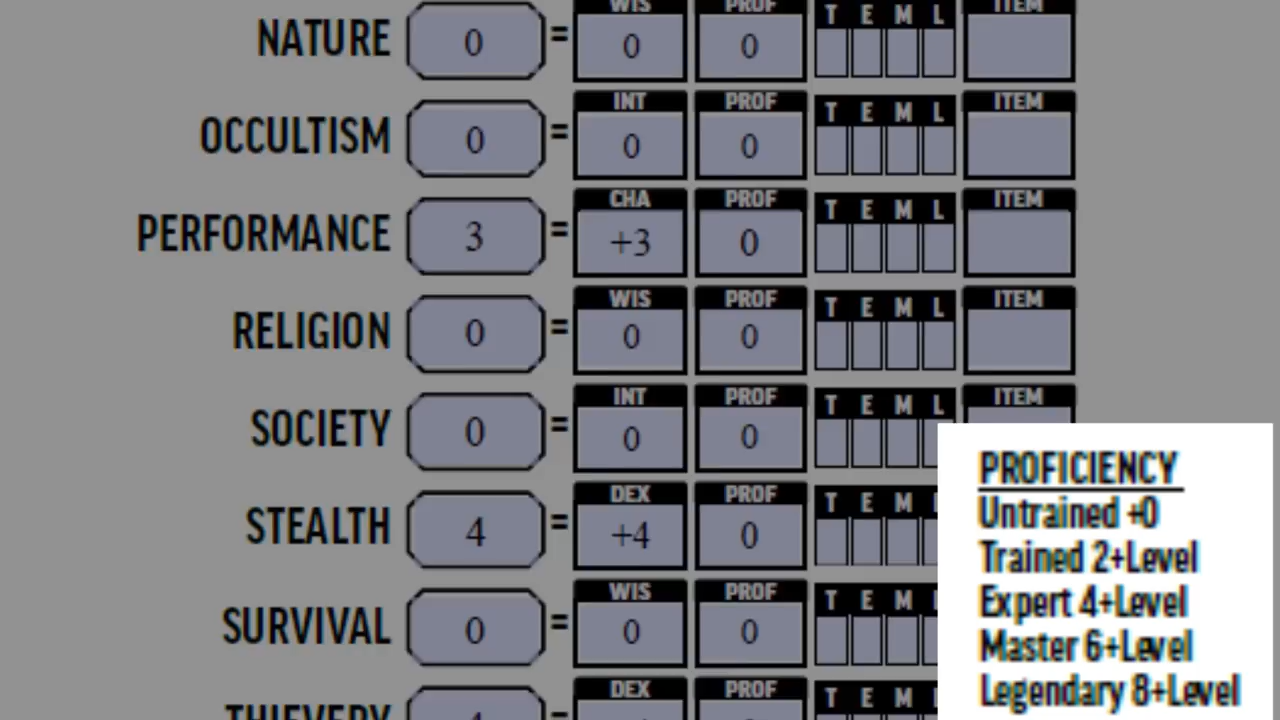 WIS PROF T E M L ITEM
NATURE 0 = 0 0
INT PROF T E M L ITEM
OCCULTISM 0 = 0 0
CHA PROF T E M L ITEM
PERFORMANCE 3 = +3 0
WIS PROF T E M L ITEM
RELIGION 0 = 0 0
INT PROF T E M L ITEM
SOCIETY 0 = 0 0
DEX PROF T E M
STEALTH 4 = +4 0
WIS PROF T E M
SURVIVAL 0 = 0 0
DEX PROF T E M L
THIEVERY =
PROFICIENCY
Untrained +0
Trained 2+Level
Expert 4+Level
Master 6+Level
Legendary 8+Level